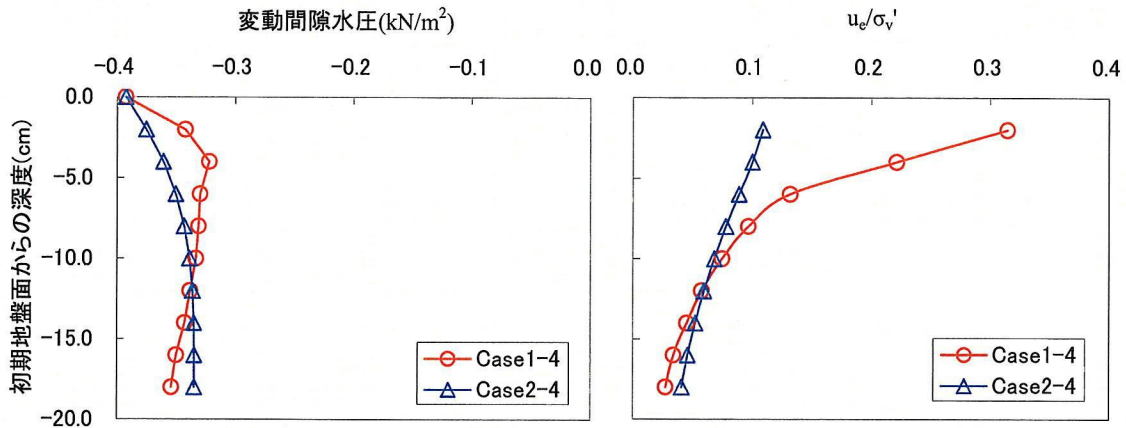 変動間隙水圧(kN/m²)
-0.4 -0.3 -0.2 -0.1 0.0
初期地盤面からの深度(cm)
0.0
-5.0
-10.0
-15.0
-20.0
Case1-4
Case2-4
uₑ/σᵥ'
0.0 0.1 0.2 0.3 0.4
Case1-4
Case2-4